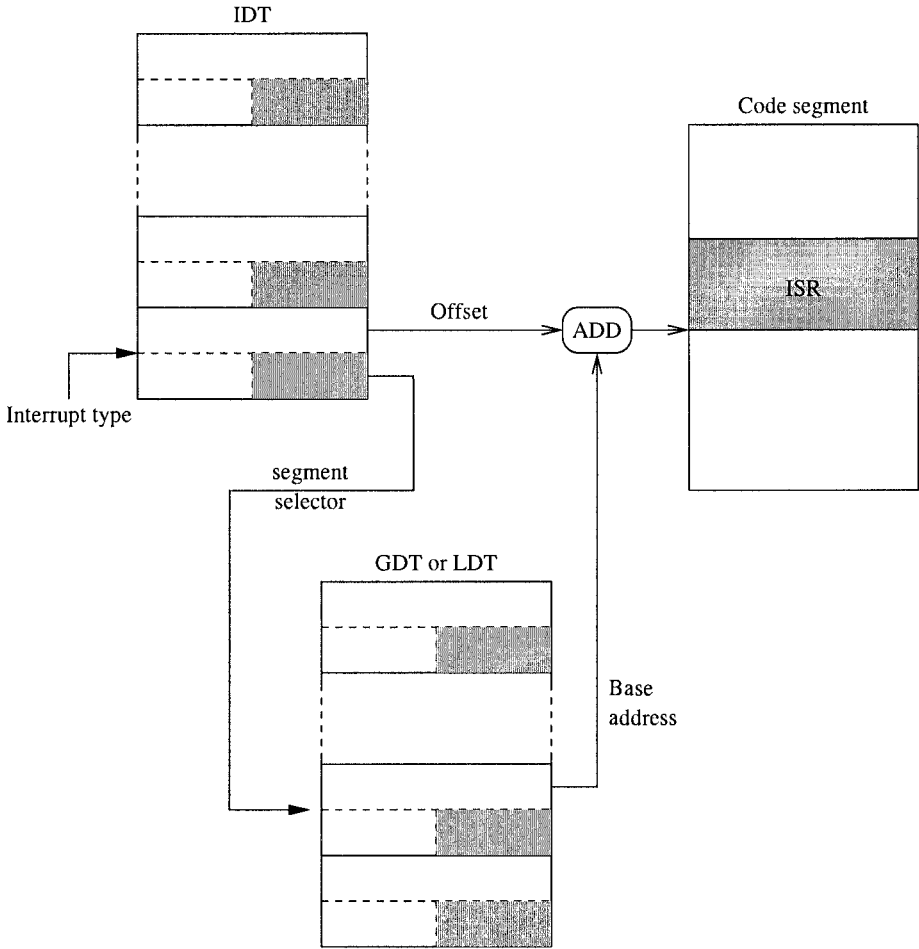 IDT
Code segment
ISR
Offset
ADD
Interrupt type
segment
selector
GDT or LDT
Base
address